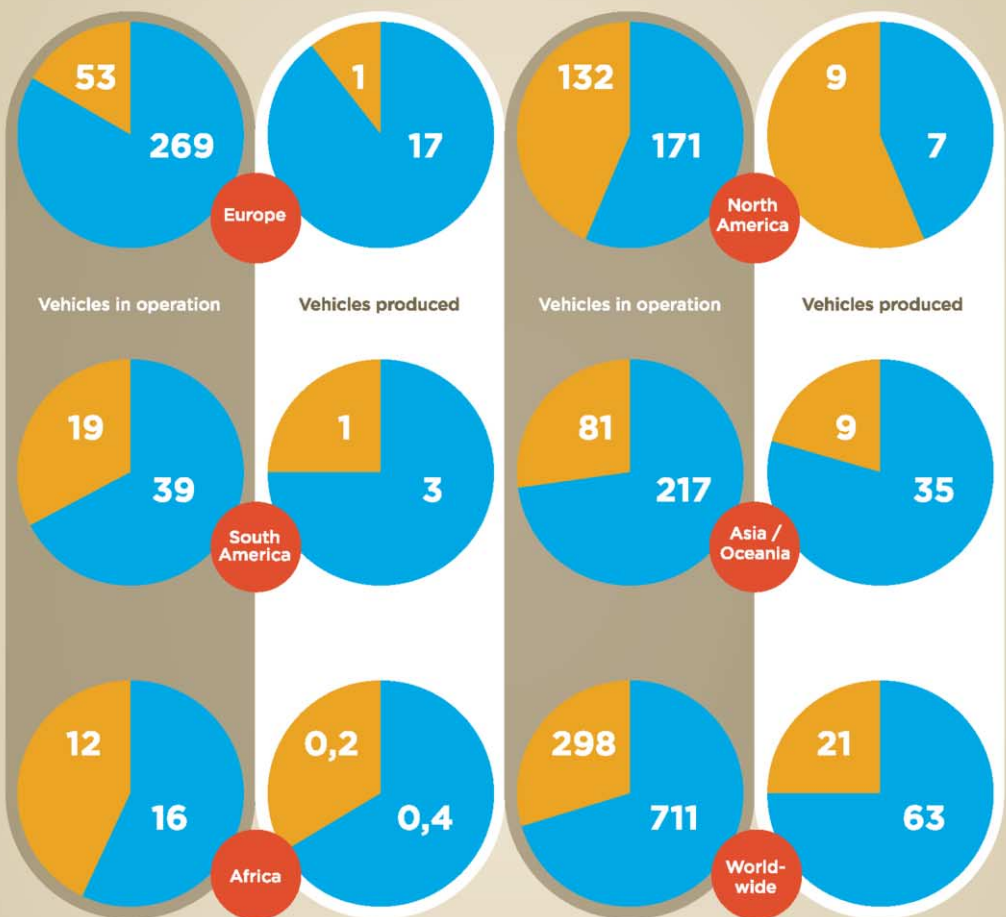 53
269
1
17
Europe
132
171
9
7
North
America
Vehicles in operation
Vehicles produced
Vehicles in operation
Vehicles produced
19
39
1
3
South
America
81
217
9
35
Asia /
Oceania
12
16
0,2
0,4
Africa
298
711
21
63
World-
wide